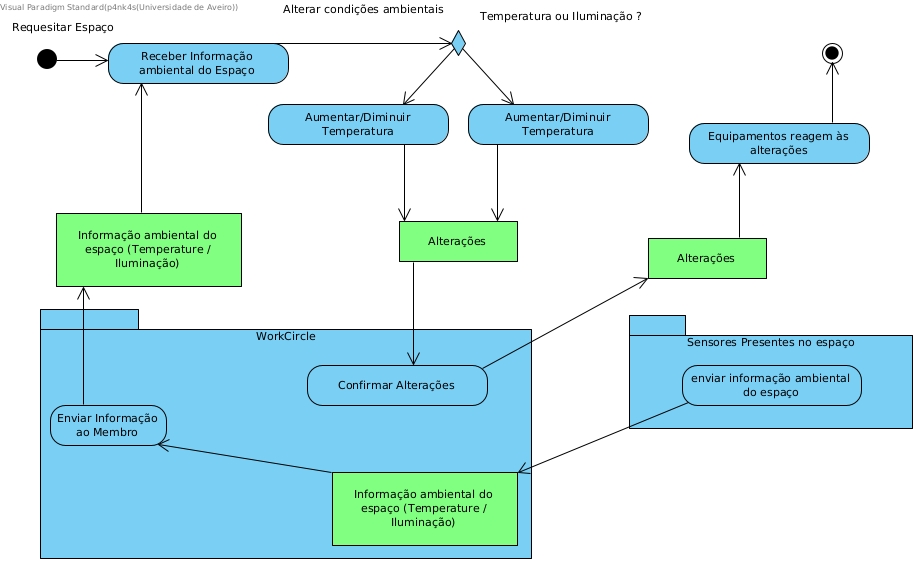 Visual Paradigm Standard(p4nk4s(Universidade de Aveiro))
Alterar condições ambientais
Temperatura ou Iluminação ?
Requesitar Espaço
Receber Informação
ambiental do Espaço
Aumentar/Diminuir
Temperatura
Aumentar/Diminuir
Temperatura
Equipamentos reagem às
alterações
Informação ambiental do
espaço (Temperature /
Iluminação)
Alterações
Alterações
WorkCircle
Sensores Presentes no espaço
Confirmar Alterações
enviar informação ambiental
do espaço
Enviar Informação
ao Membro
Informação ambiental do
espaço (Temperature /
Iluminação)